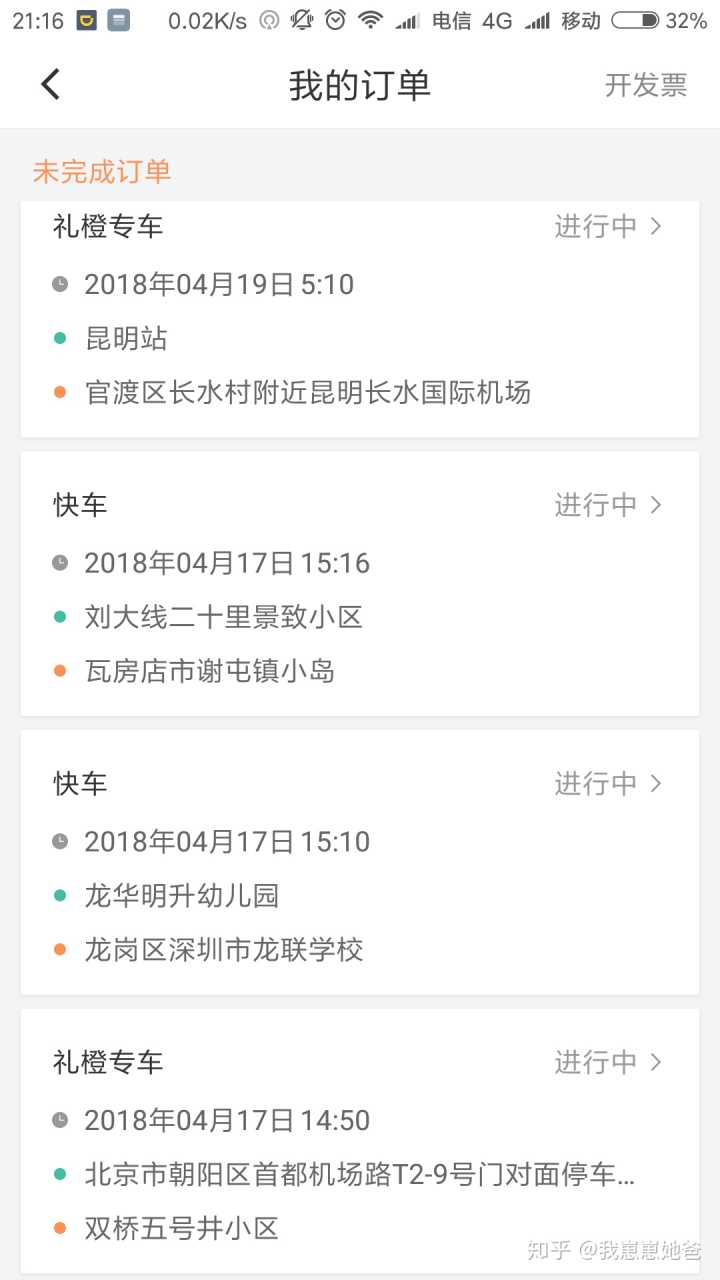 21:16 0.02K/s 电信 4G 移动 32%
我的订单 开发票
未完成订单
礼橙专车 进行中
2018年04月19日 5:10
昆明站
官渡区长水村附近昆明长水国际机场
快车 进行中
2018年04月17日 15:16
刘大线二十里景致小区
瓦房店市谢屯镇小岛
快车 进行中
2018年04月17日 15:10
龙华明升幼儿园
龙岗区深圳市龙联学校
礼橙专车 进行中
2018年04月17日 14:50
北京市朝阳区首都机场路T2-9号门对面停车...
双桥五号井小区
知乎 @我崽崽她爸